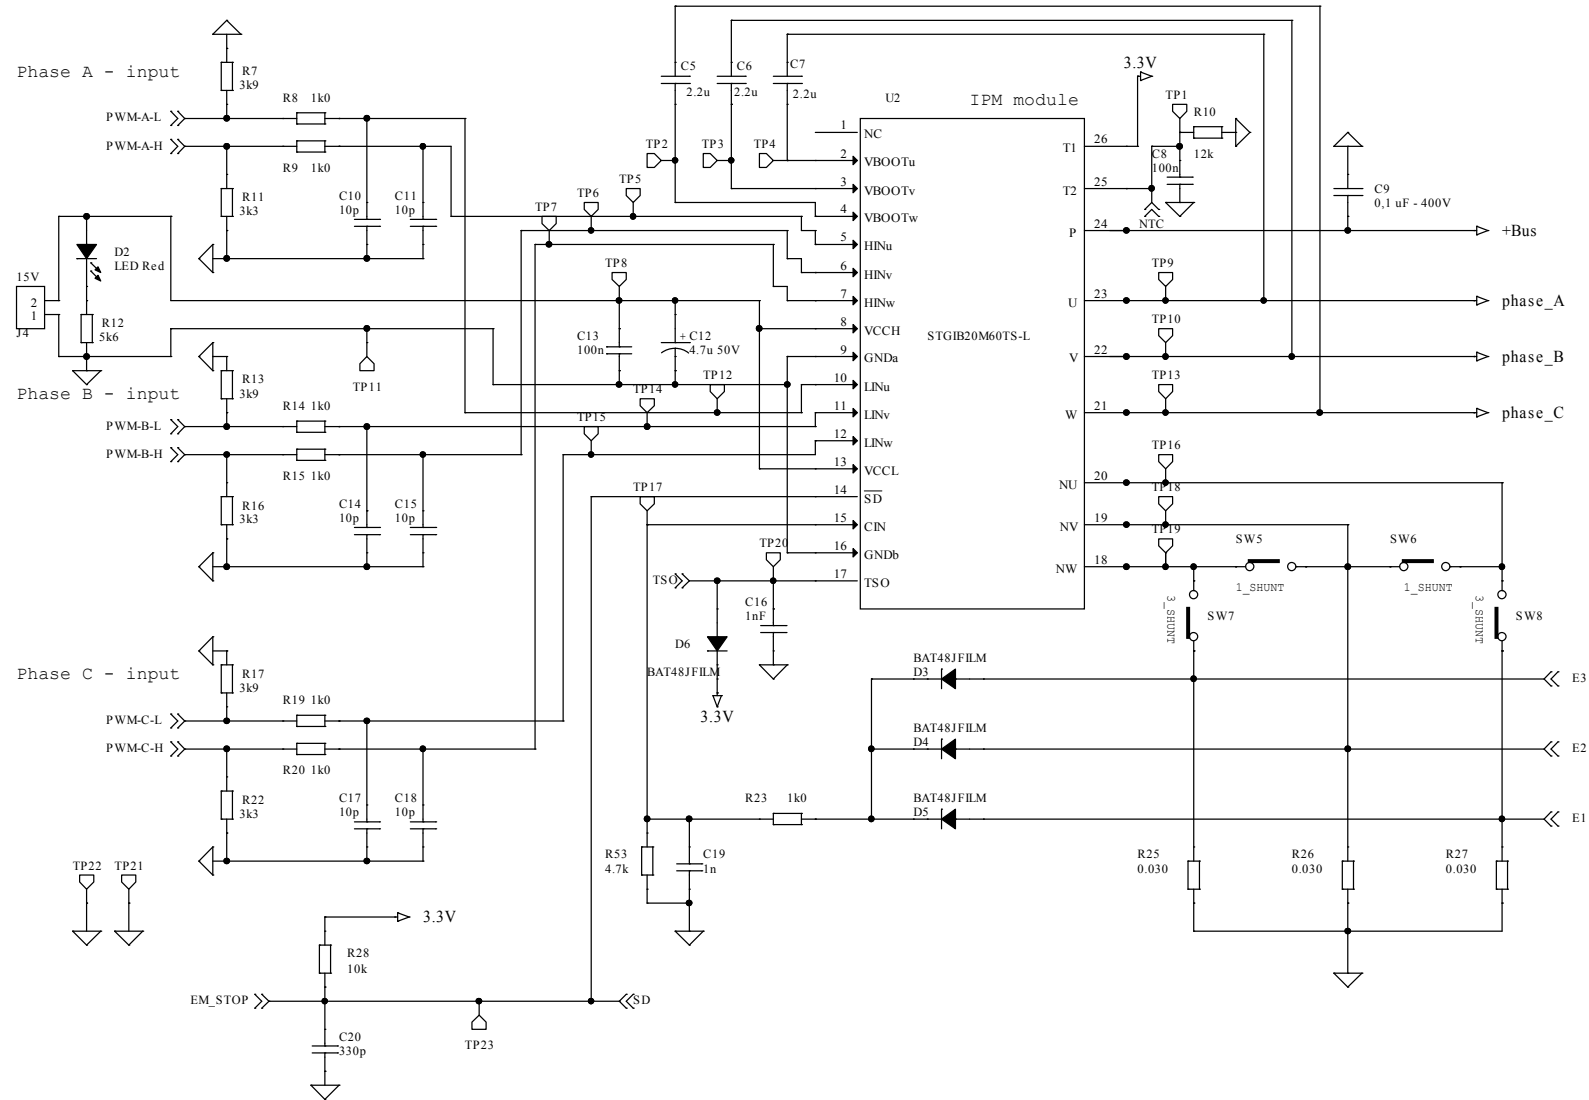 Phase A - input
R7
3k9
R8 1k0
PWM-A-L
PWM-A-H
R9 1k0
R11
3k3
C10
10p
C11
10p
D2
LED Red
15V
2
1
J4
R12
5k6
TP11
Phase B - input
R13
3k9
R14 1k0
PWM-B-L
PWM-B-H
R15 1k0
R16
3k3
C14
10p
C15
10p
Phase C - input
R17
3k9
R19 1k0
PWM-C-L
PWM-C-H
R20 1k0
R22
3k3
C17
10p
C18
10p
TP22
TP21
3.3V
R28
10k
EM_STOP
SD
TP23
C20
330p
C5
2.2u
C6
2.2u
C7
2.2u
TP2
TP3
TP4
TP5
TP6
TP7
TP8
C13
100n
+
C12
4.7u 50V
TP12
TP14
TP15
TP17
TP20
TSO
C16
1nF
D6
BAT48JFILM
3.3V
U2
IPM module
STGIB20M60TS-L
1
NC
2
VBOOTu
3
VBOOTv
4
VBOOTw
5
HINu
6
HINv
7
HINw
8
VCCH
9
GNDa
10
LINu
11
LINv
12
LINw
13
VCCL
14
SD
15
CIN
16
GNDb
17
TSO
T1
26
T2
25
P
24
U
23
V
22
W
21
NU
20
NV
19
NW
18
3.3V
TP1
R10
12k
C8
100n
NTC
C9
0,1 uF - 400V
+Bus
TP9
phase_A
TP10
phase_B
TP13
phase_C
TP16
TP18
TP19
SW5
1_SHUNT
SW6
1_SHUNT
3_SHUNT
SW7
3_SHUNT
SW8
BAT48JFILM
D3
E3
BAT48JFILM
D4
E2
BAT48JFILM
D5
E1
R23 1k0
R53
4.7k
C19
1n
R25
0.030
R26
0.030
R27
0.030